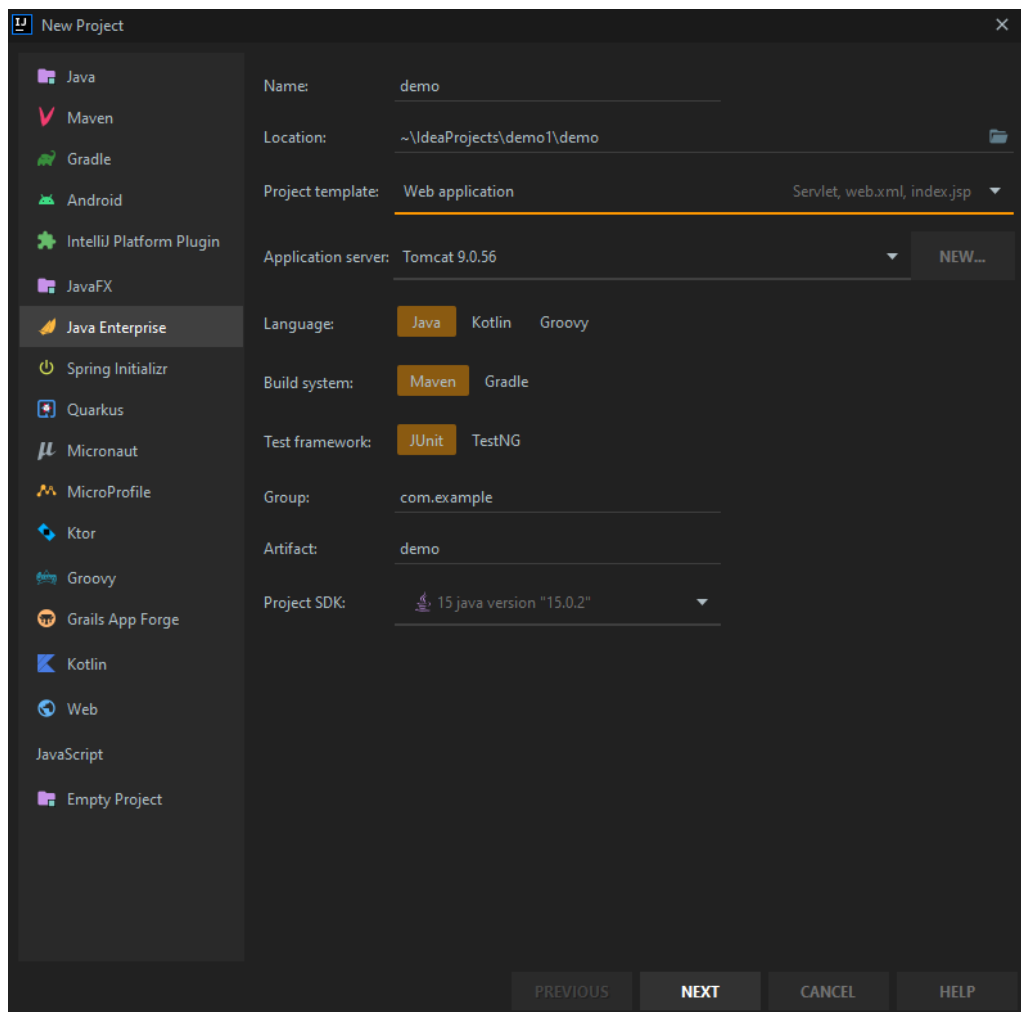 IJ New Project
Java
Maven
Gradle
Android
IntelliJ Platform Plugin
JavaFX
Java Enterprise
Spring Initializr
Quarkus
μ Micronaut
MicroProfile
Ktor
Groovy
Grails App Forge
Kotlin
Web
JavaScript
Empty Project
Name: demo
Location: ~\IdeaProjects\demo1\demo
Project template: Web application Servlet, web.xml, index.jsp
Application server: Tomcat 9.0.56 NEW...
Language: Java Kotlin Groovy
Build system: Maven Gradle
Test framework: JUnit TestNG
Group: com.example
Artifact: demo
Project SDK: 15 java version "15.0.2"
PREVIOUS NEXT CANCEL HELP